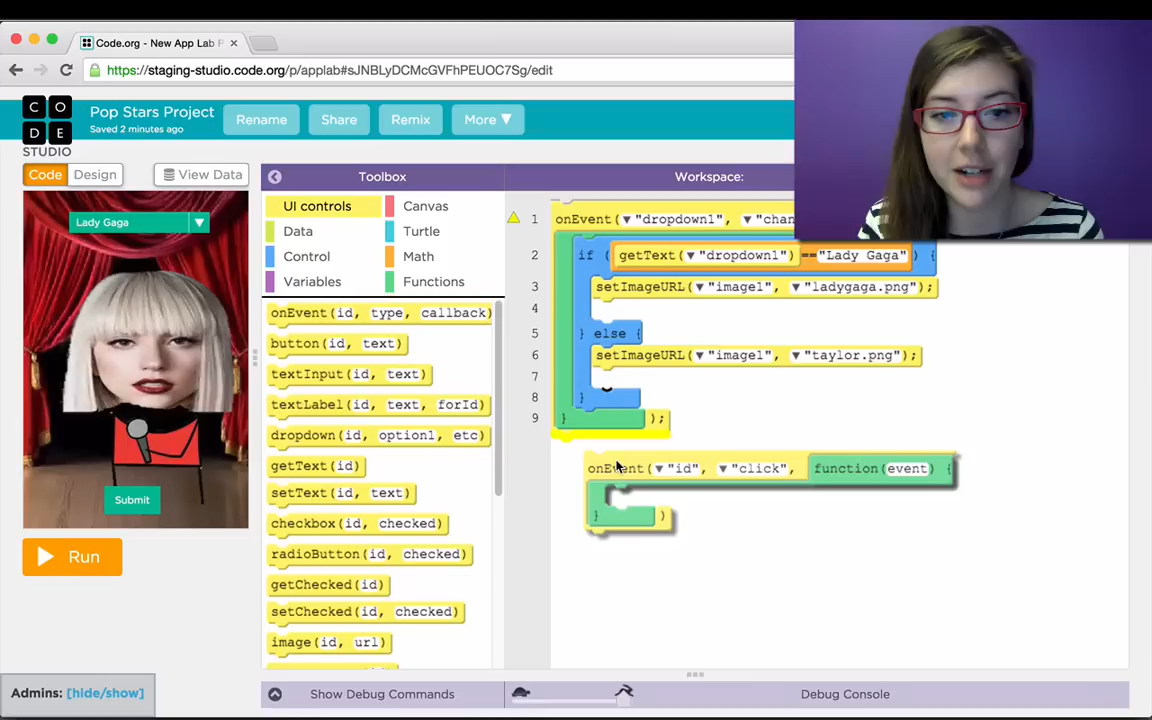 Code.org - New App Lab P
https://staging-studio.code.org/p/applab#sJNBLyDCMcGVFhPEUOC7Sg/edit
C O
D E
STUDIO
Pop Stars Project
Saved 2 minutes ago
Rename
Share
Remix
More ▼
Code
Design
View Data
Toolbox
Workspace:
Lady Gaga
Submit
Run
UI controls
Canvas
Data
Turtle
Control
Math
Variables
Functions
onEvent(id, type, callback)
button(id, text)
textInput(id, text)
textLabel(id, text, forId)
dropdown(id, option1, etc)
getText(id)
setText(id, text)
checkbox(id, checked)
radioButton(id, checked)
getChecked(id)
setChecked(id, checked)
image(id, url)
1 onEvent(▼"dropdown1", ▼"chan
2 if (getText(▼"dropdown1")=="Lady Gaga") {
3 setImageURL(▼"image1", ▼"ladygaga.png");
4
5 } else {
6 setImageURL(▼"image1", ▼"taylor.png");
7
8 }
9 });
onEvent(▼"id", ▼"click", function(event) {
})
Admins: [hide/show]
Show Debug Commands
Debug Console